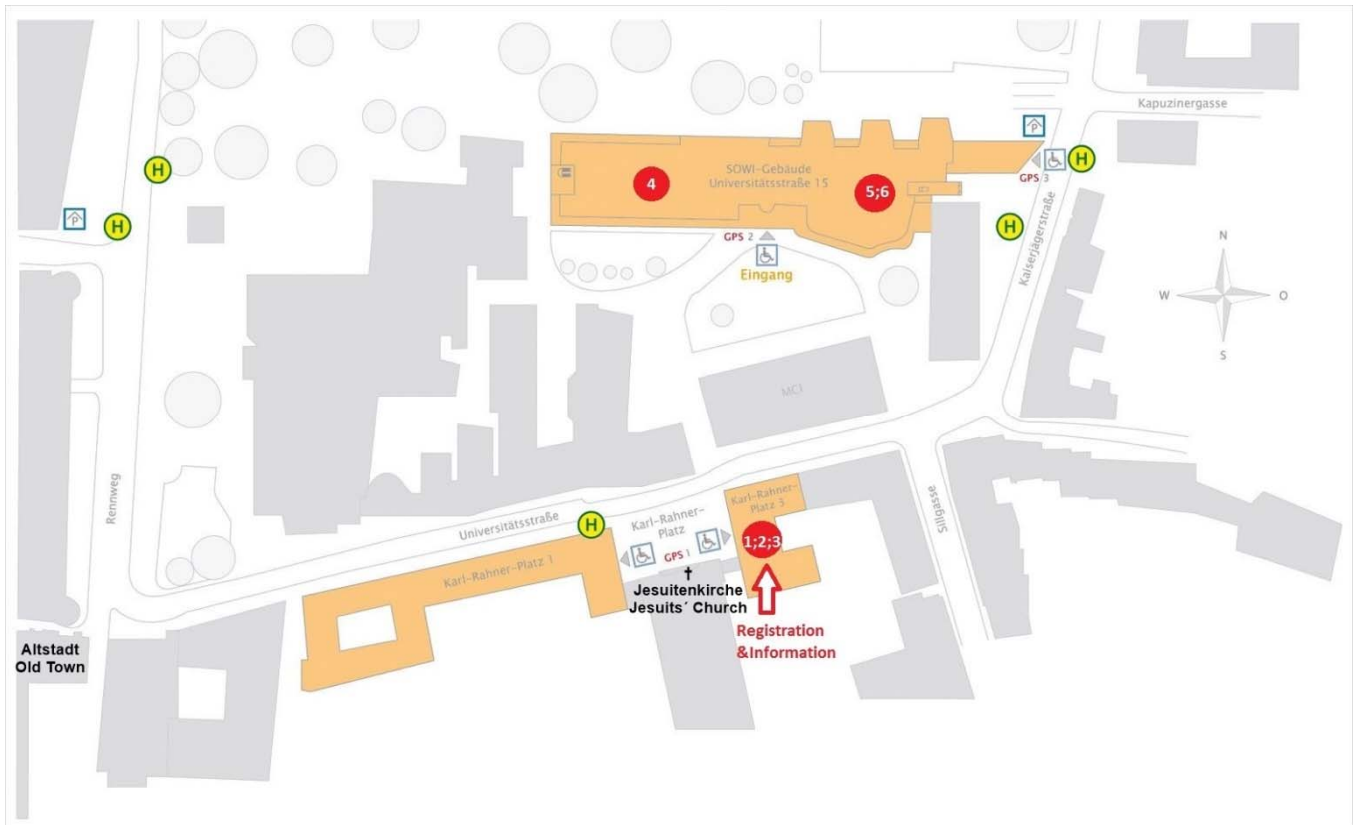 Kapuzinergasse
P
H
H
SOWI-Gebäude
Universitätsstraße 15
4
5;6
GPS 3
P
H
H
GPS 2
Eingang
Kaiserjägerstraße
N
W
O
S
MCI
Rennweg
Sillgasse
Universitätsstraße
H
Karl-Rahner-
Platz
GPS 1
Karl-Rahner-
Platz 3
1;2;3
Karl-Rahner-Platz 1
Jesuitenkirche
Jesuits´ Church
Registration
&Information
Altstadt
Old Town